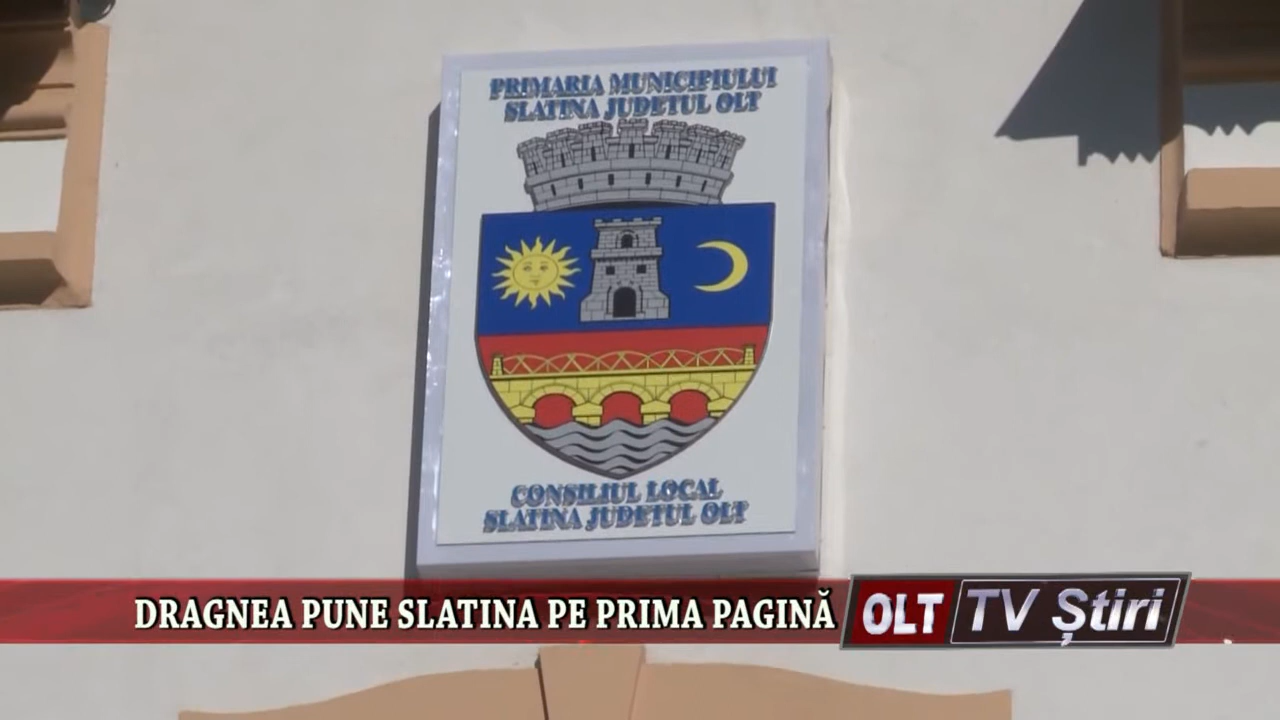 PRIMARIA MUNICIPIULUI
SLATINA JUDETUL OLT
CONSILIUL LOCAL
SLATINA JUDETUL OLT
DRAGNEA PUNE SLATINA PE PRIMA PAGINĂ
OLT TV Știri